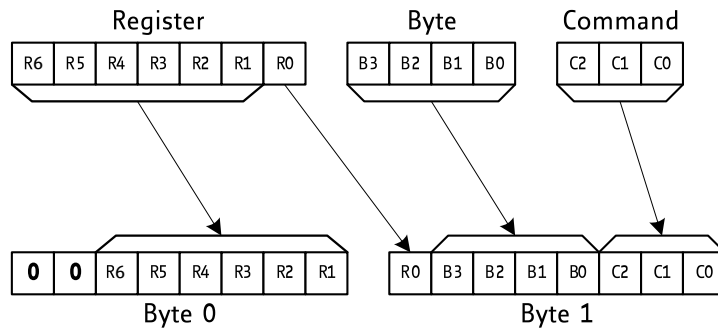 Register Byte Command
R6 R5 R4 R3 R2 R1 R0 B3 B2 B1 B0 C2 C1 C0
0 0 R6 R5 R4 R3 R2 R1 R0 B3 B2 B1 B0 C2 C1 C0
Byte 0 Byte 1